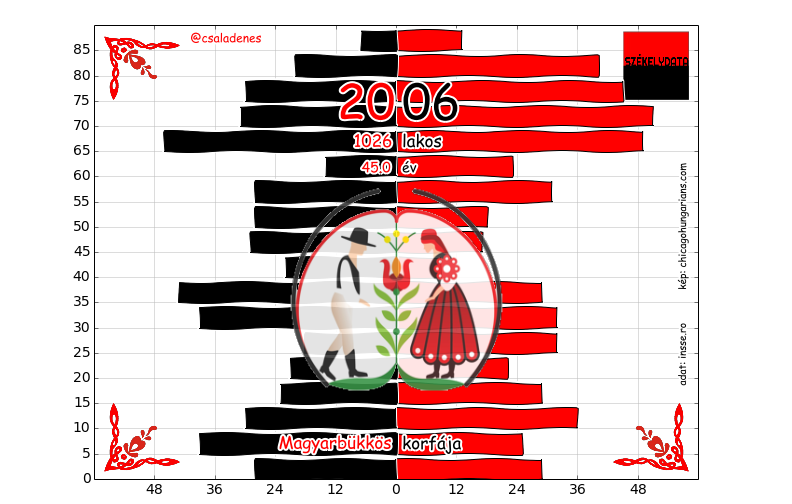 @csaladenes
SZÉKELYDATA
2006
1026 lakos
45.0 év
Magyarbükkös korfája
kép: chicagohungarians.com
adat: insse.ro
85
80
75
70
65
60
55
50
45
40
35
30
25
20
15
10
5
0
48 36 24 12 0 12 24 36 48